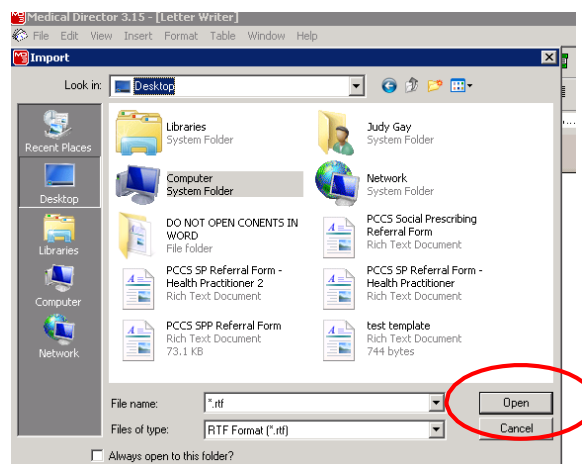 Medical Director 3.15 - [Letter Writer]
File Edit View Insert Format Table Window Help
Import
Look in: Desktop
Recent Places
Desktop
Libraries
Computer
Network
Libraries
System Folder
Judy Gay
System Folder
Computer
System Folder
Network
System Folder
DO NOT OPEN CONENTS IN
WORD
File folder
PCCS Social Prescribing
Referral Form
Rich Text Document
PCCS SP Referral Form -
Health Practitioner 2
Rich Text Document
PCCS SP Referral Form -
Health Practitioner
Rich Text Document
PCCS SPP Referral Form
Rich Text Document
73.1 KB
test template
Rich Text Document
744 bytes
File name: *.rtf Open
Files of type: RTF Format (*.rtf) Cancel
Always open to this folder?